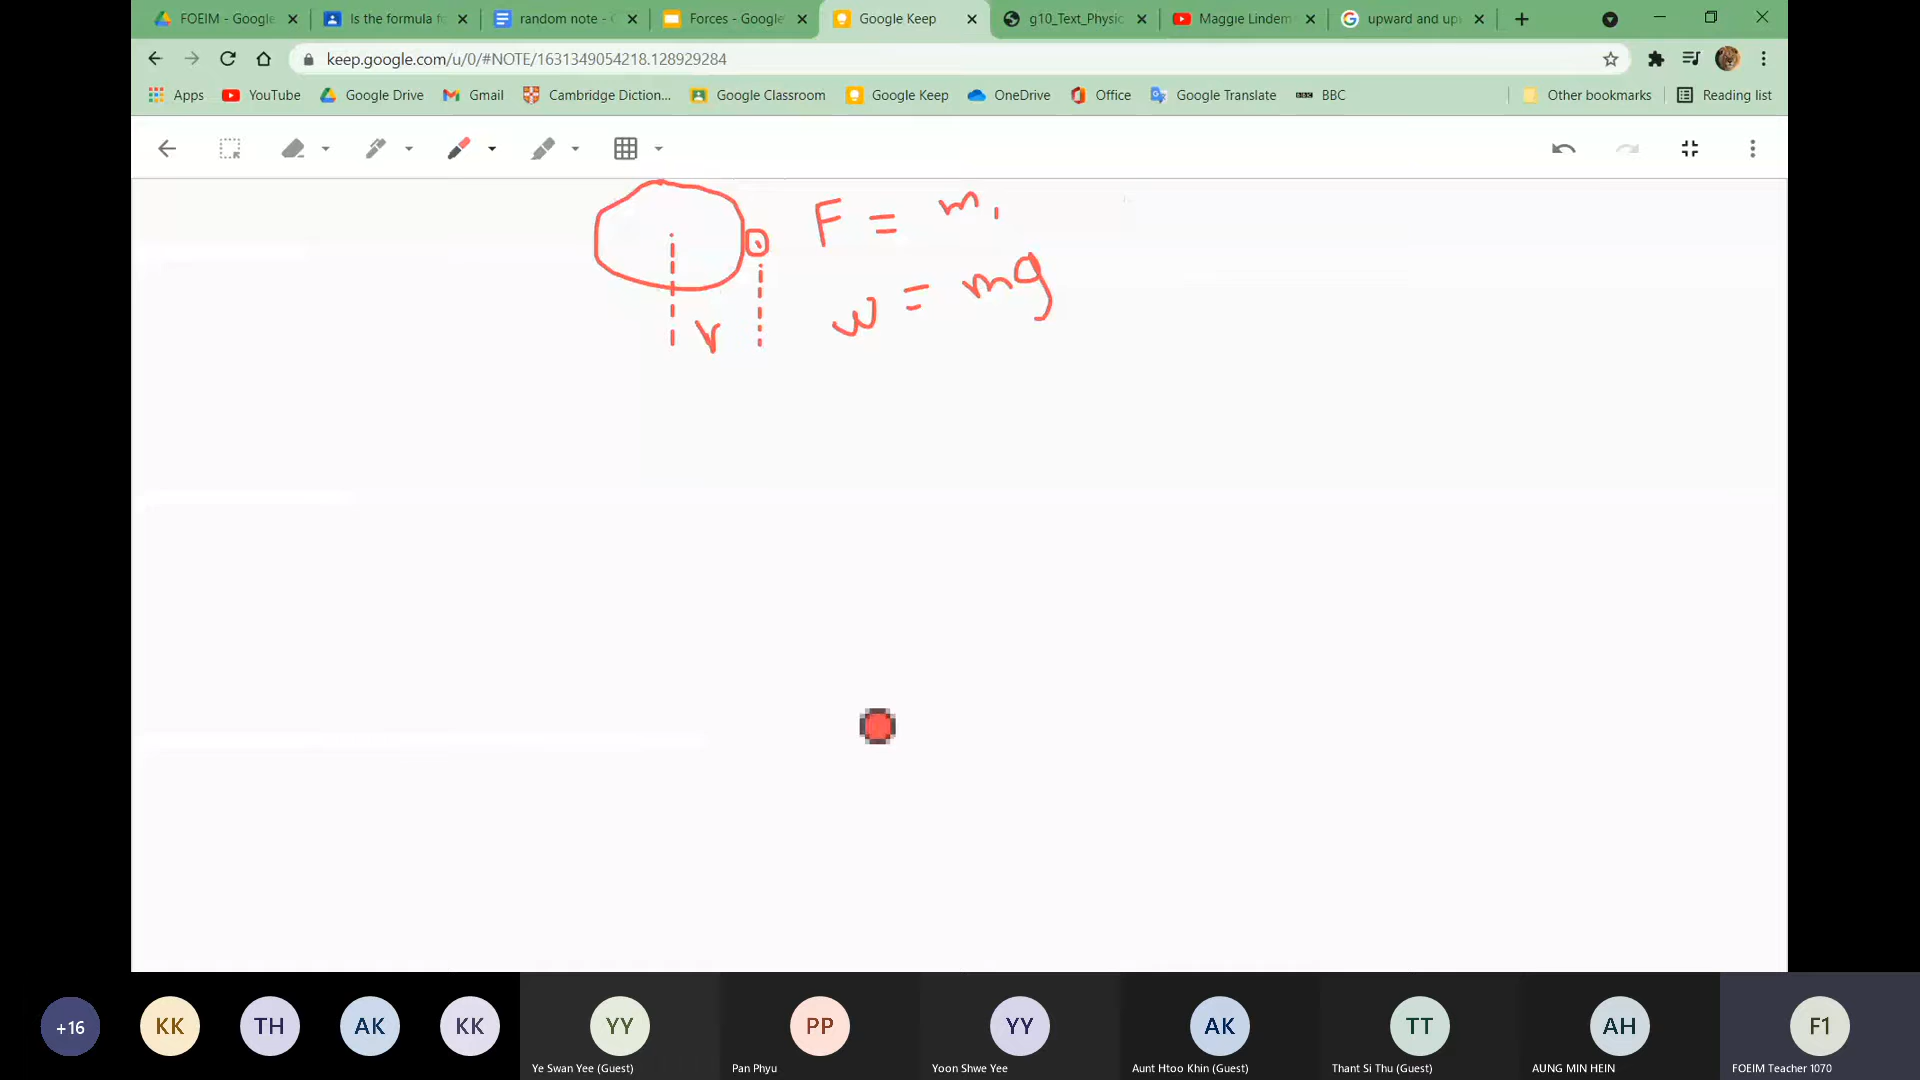 FOEIM - Google
Is the formula f
random note -
Forces - Google
Google Keep
g10_Text_Physic
Maggie Lindem
upward and up
keep.google.com/u/0/#NOTE/1631349054218.128929284
Apps
YouTube
Google Drive
Gmail
Cambridge Diction...
Google Classroom
Google Keep
OneDrive
Office
Google Translate
BBC
Other bookmarks
Reading list
F = m₁
w = mg
r
+16
KK
TH
AK
KK
YY
PP
YY
AK
TT
AH
F1
Ye Swan Yee (Guest)
Pan Phyu
Yoon Shwe Yee
Aunt Htoo Khin (Guest)
Thant Si Thu (Guest)
AUNG MIN HEIN
FOEIM Teacher 1070